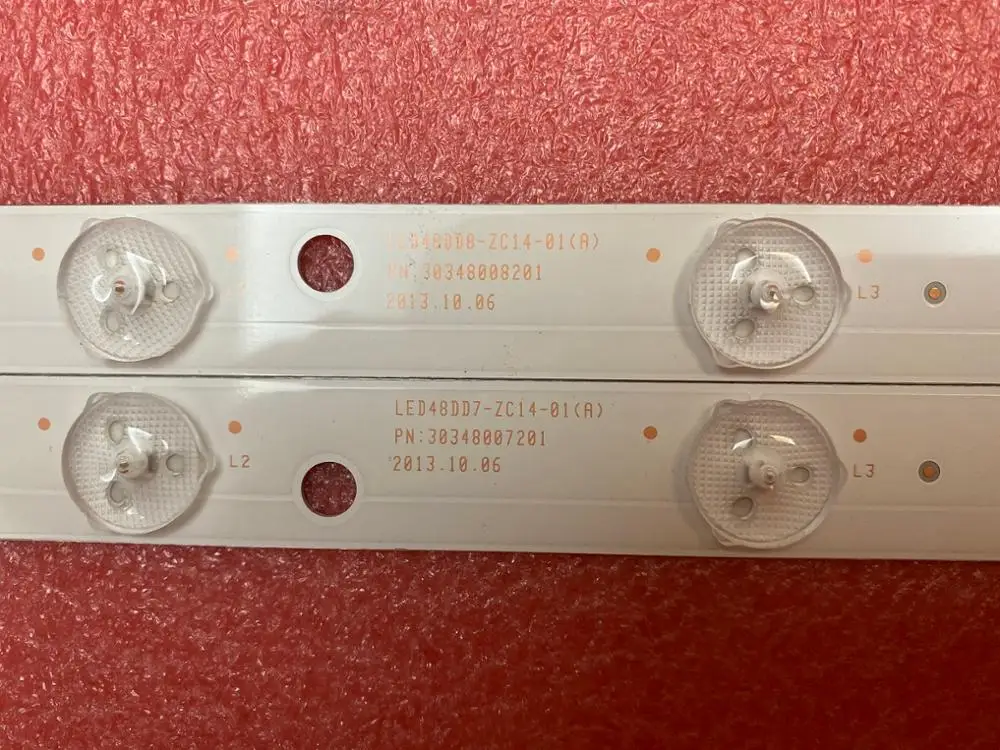 LED48DD8-ZC14-01(A)
PN:30348008201
2013.10.06
L3
LED48DD7-ZC14-01(A)
PN:30348007201
2013.10.06
L2
L3